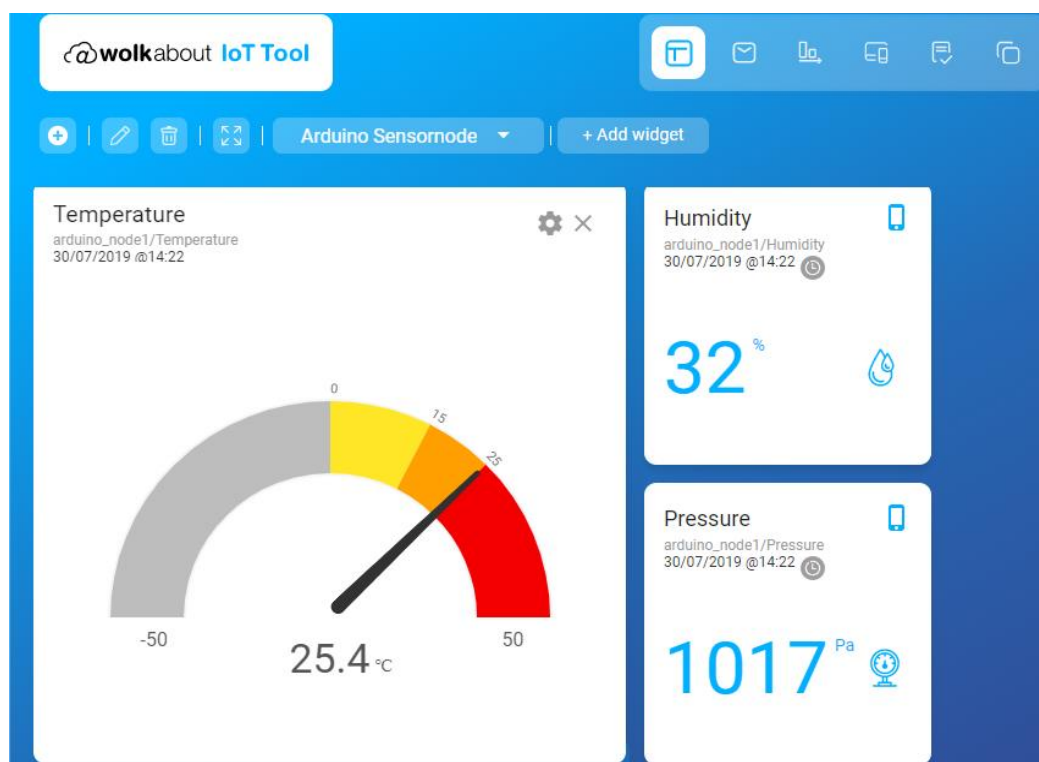 @wolkabout IoT Tool
Arduino Sensornode
+ Add widget
Temperature
arduino_node1/Temperature
30/07/2019 @14:22
0
15
25
-50
50
25.4 °C
Humidity
arduino_node1/Humidity
30/07/2019 @14:22
32 %
Pressure
arduino_node1/Pressure
30/07/2019 @14:22
1017 Pa